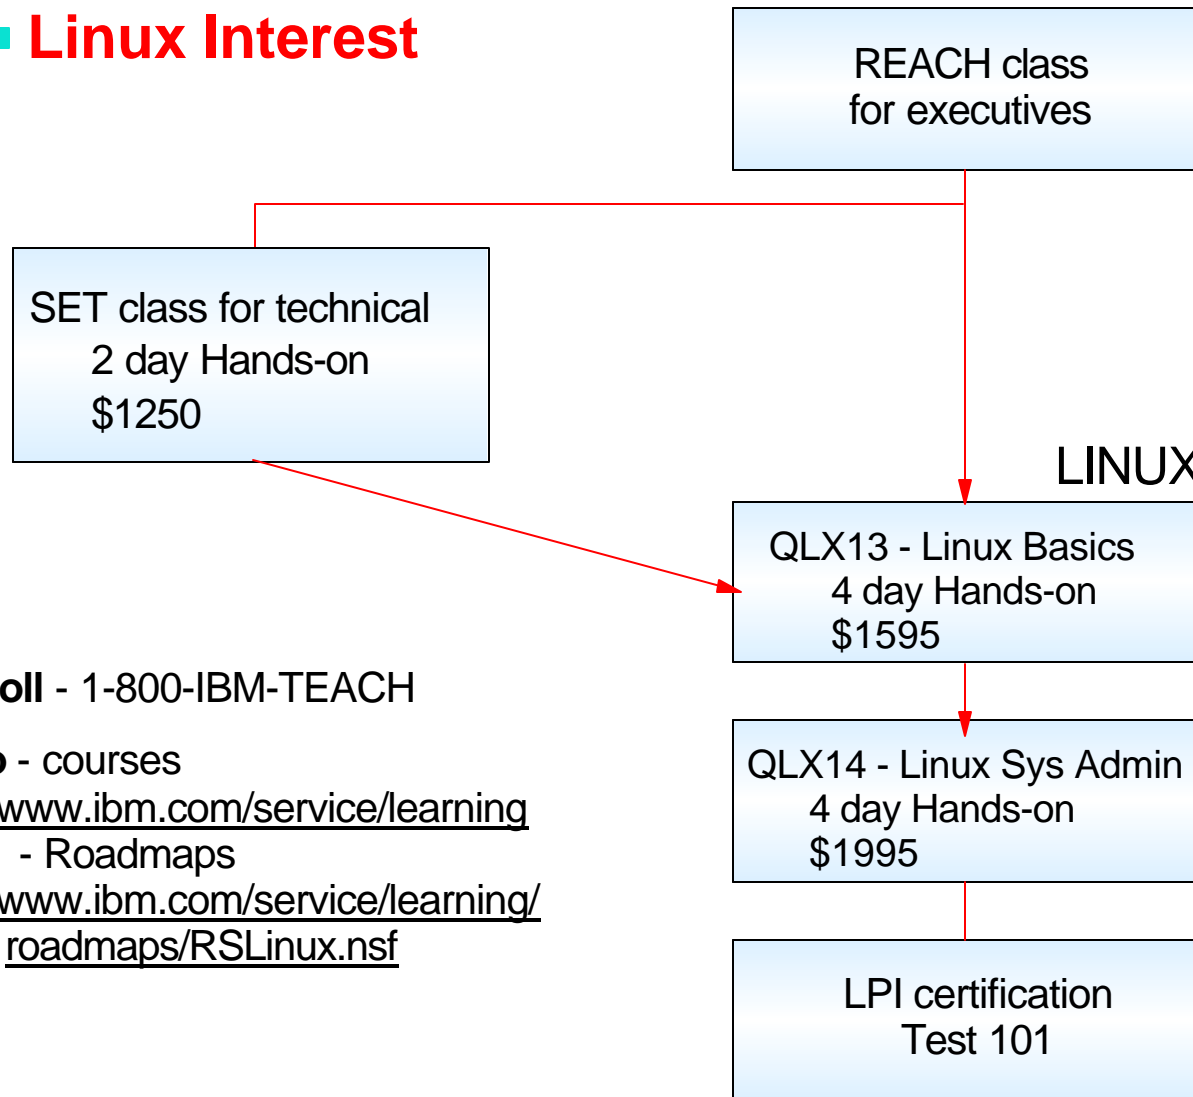 Linux Interest
REACH class
for executives
SET class for technical
2 day Hands-on
$1250
LINUX
QLX13 - Linux Basics
4 day Hands-on
$1595
oll - 1-800-IBM-TEACH
- courses
www.ibm.com/service/learning
- Roadmaps
www.ibm.com/service/learning/
roadmaps/RSLinux.nsf
QLX14 - Linux Sys Admin
4 day Hands-on
$1995
LPI certification
Test 101